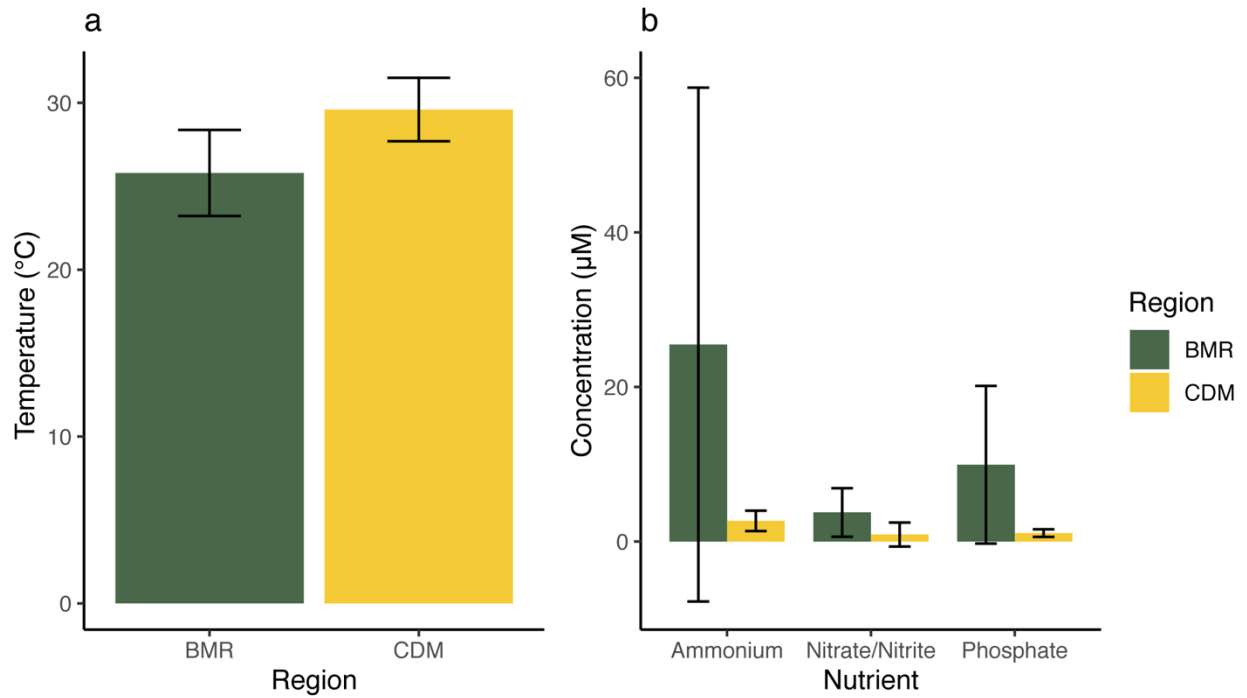 a
Temperature (°C)
30
20
10
0
BMR
CDM
Region
b
Concentration (µM)
60
40
20
0
Ammonium
Nitrate/Nitrite
Phosphate
Nutrient
Region
BMR
CDM